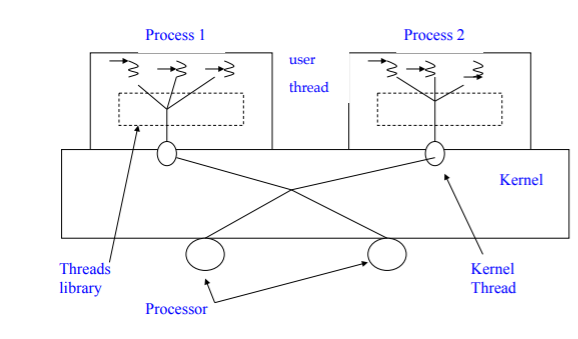 Process 1
Process 2
user
thread
Kernel
Threads
library
Kernel
Thread
Processor